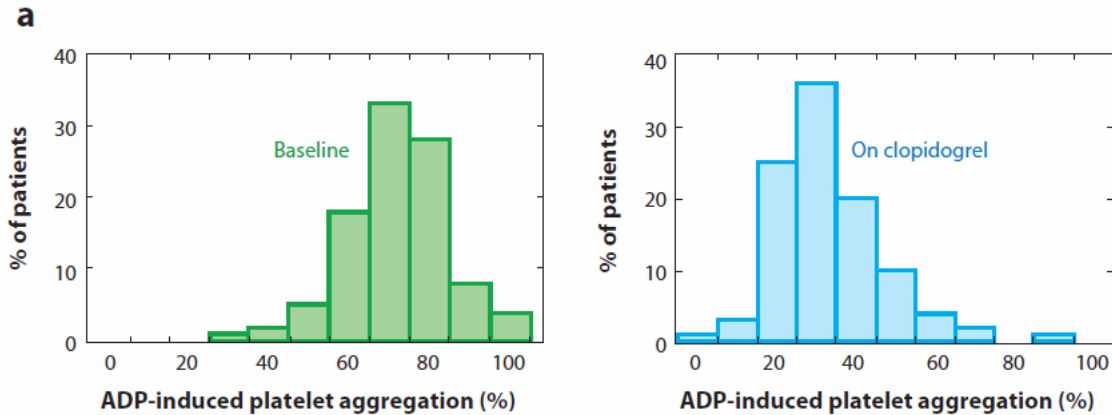 a
40
30
20
10
0
% of patients
Baseline
0 20 40 60 80 100
ADP-induced platelet aggregation (%)
40
30
20
10
0
% of patients
On clopidogrel
0 20 40 60 80 100
ADP-induced platelet aggregation (%)